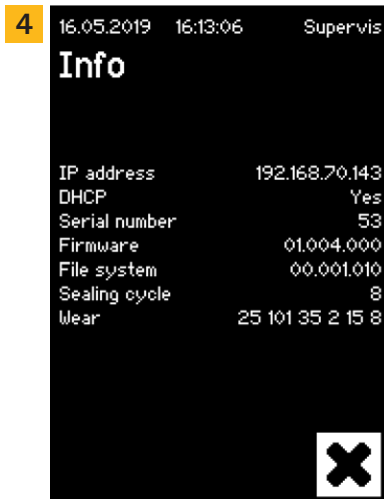 4
16.05.2019 16:13:06 Supervis
Info
IP address 192.168.70.143
DHCP Yes
Serial number 53
Firmware 01.004.000
File system 00.001.010
Sealing cycle 8
Wear 25 101 35 2 15 8